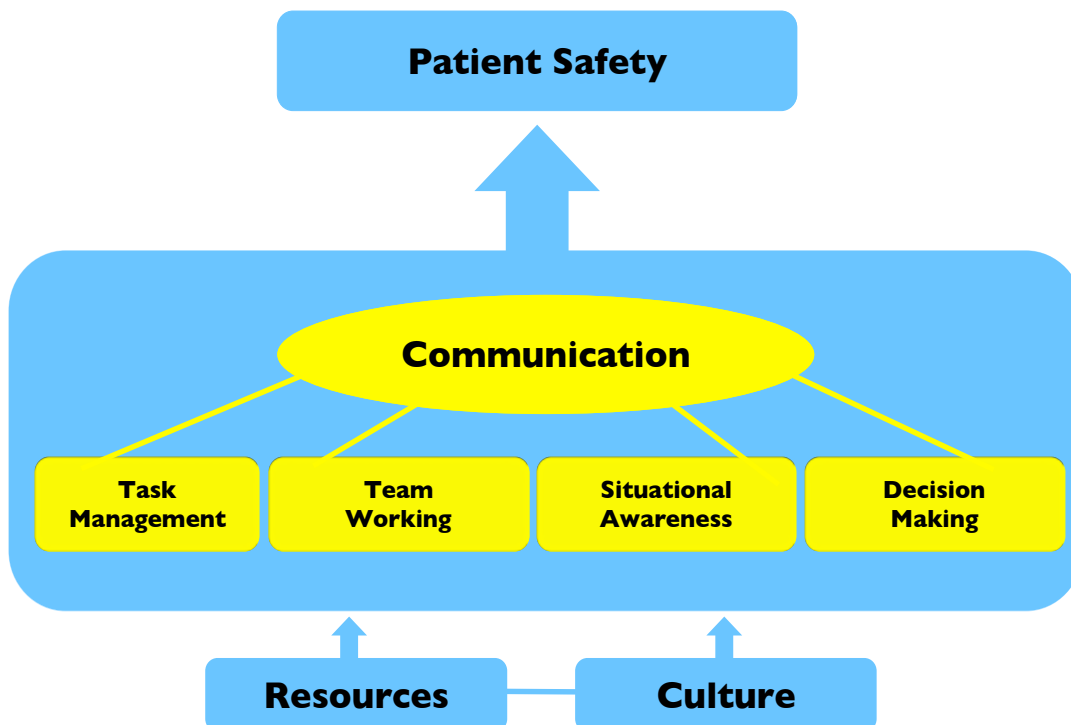 Patient Safety
Communication
Task
Management
Team
Working
Situational
Awareness
Decision
Making
Resources
Culture